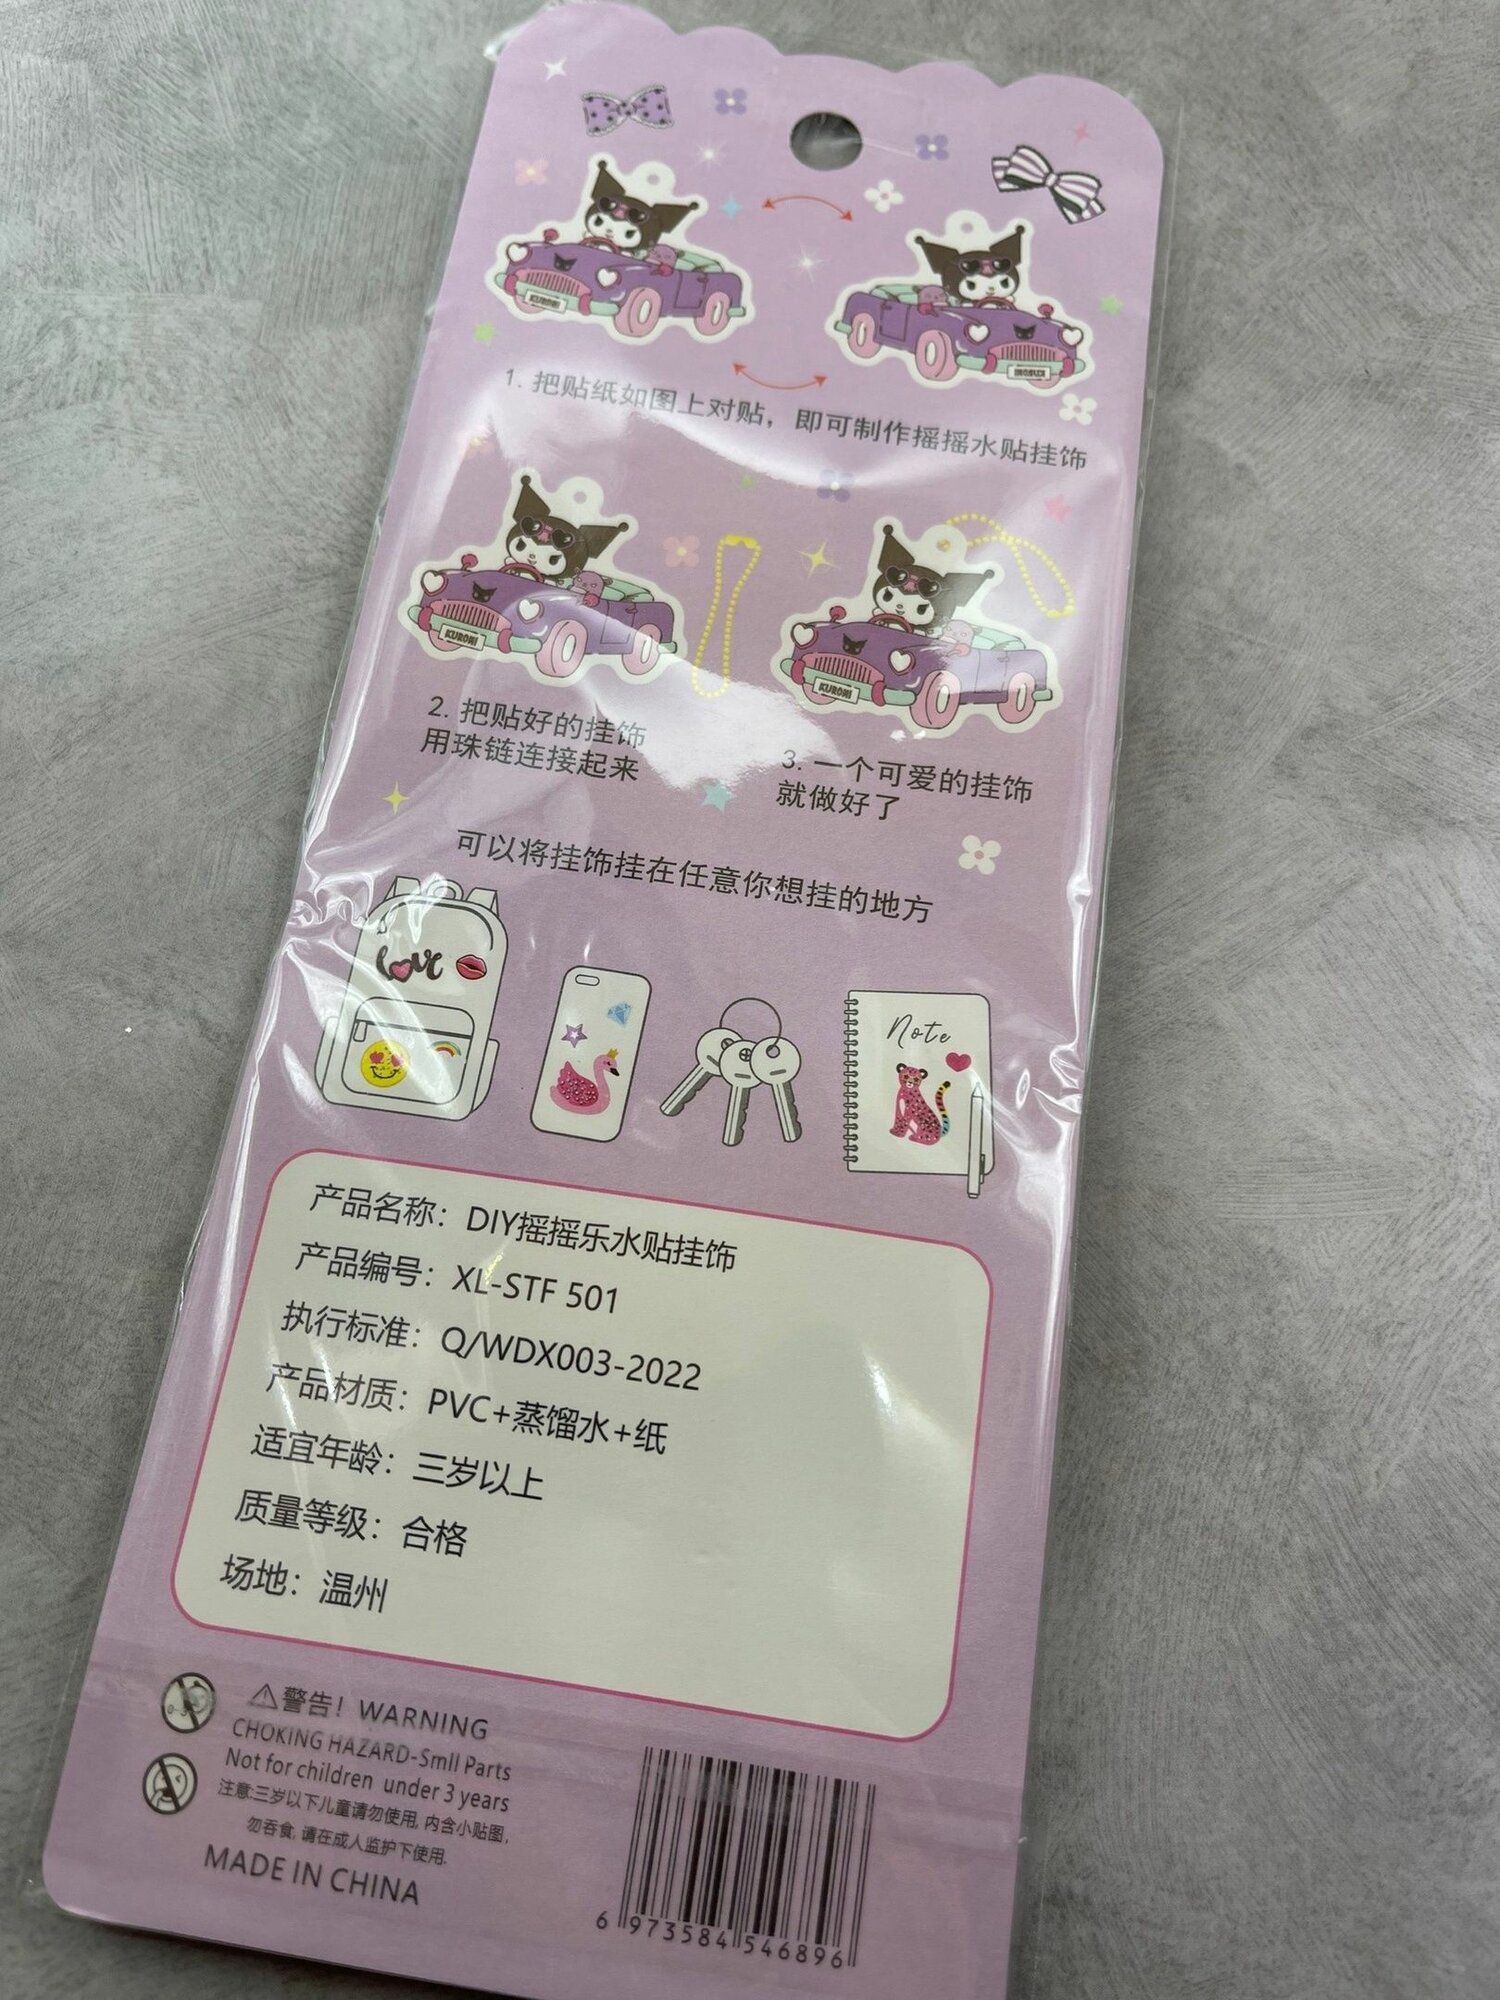 KUROMI
1. 把贴纸如图上对贴，即可制作摇摇水贴挂饰
KUROMI
KUROMI
2. 把贴好的挂饰
用珠链连接起来
3. 一个可爱的挂饰
就做好了
可以将挂饰挂在任意你想挂的地方
love
Note
产品名称：DIY摇摇乐水贴挂饰
产品编号：XL-STF 501
执行标准：Q/WDX003-2022
产品材质：PVC+蒸馏水+纸
适宜年龄：三岁以上
质量等级：合格
场地：温州
⚠警告！WARNING
CHOKING HAZARD-Smll Parts
Not for children under 3 years
注意:三岁以下儿童请勿使用,内含小贴图,
勿吞食,请在成人监护下使用.
MADE IN CHINA
6 973584 546896